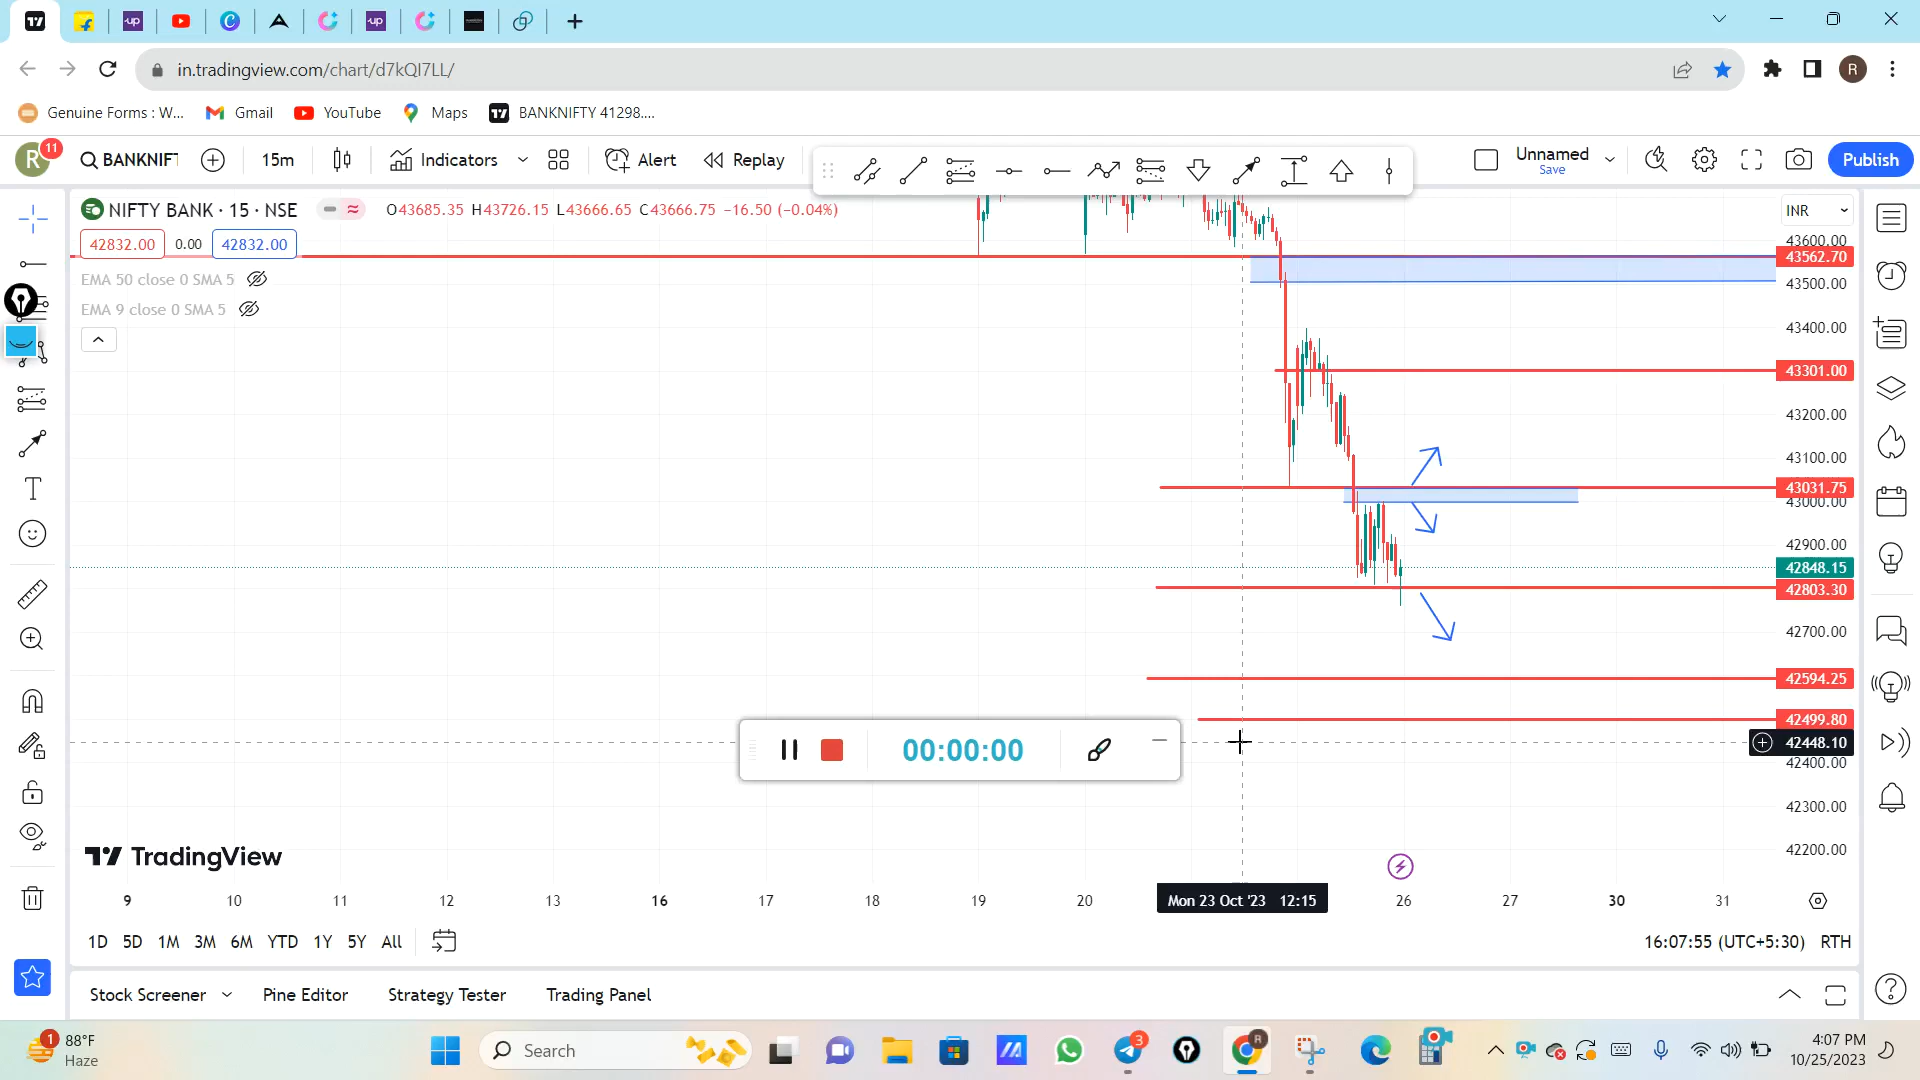 in.tradingview.com/chart/d7kQI7LL/
R
Genuine Forms : W...
Gmail
YouTube
Maps
BANKNIFTY 41298....
R
11
BANKNIF
15m
Indicators
Alert
Replay
Unnamed
Save
Publish
NIFTY BANK · 15 · NSE
O43685.35 H43726.15 L43666.65 C43666.75 −16.50 (−0.04%)
INR
42832.00
0.00
42832.00
EMA 50 close 0 SMA 5
EMA 9 close 0 SMA 5
43600.00
43562.70
43500.00
43400.00
43301.00
43200.00
43100.00
43031.75
43000.00
42900.00
42848.15
42803.30
42700.00
42594.25
42499.80
42448.10
42400.00
42300.00
42200.00
00:00:00
TradingView
9 10 11 12 13 16 17 18 19 20 Mon 23 Oct '23 12:15 26 27 30 31
1D 5D 1M 3M 6M YTD 1Y 5Y All
16:07:55 (UTC+5:30) RTH
Stock Screener
Pine Editor
Strategy Tester
Trading Panel
1
88°F
Haze
Search
3
R
4:07 PM
10/25/2023